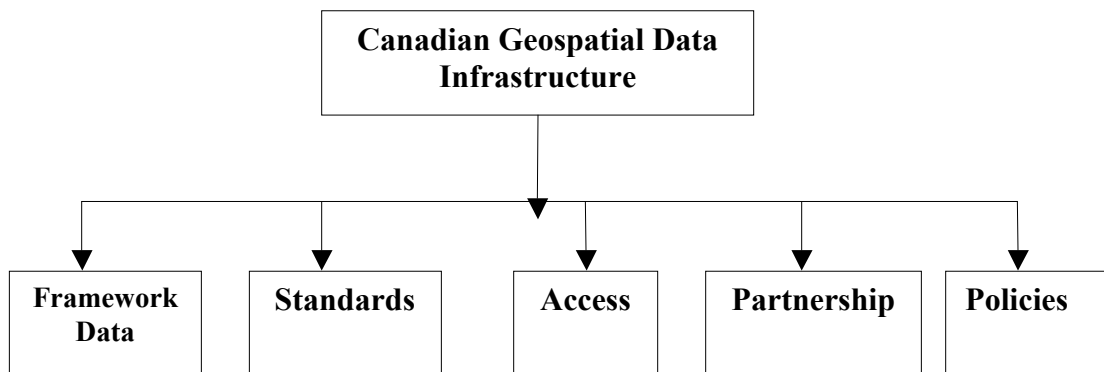 Canadian Geospatial Data
Infrastructure
Framework
Data
Standards
Access
Partnership
Policies